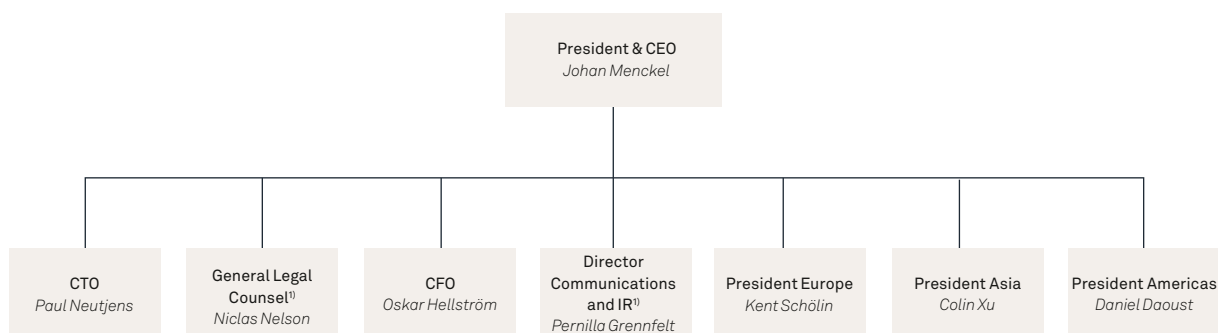 President & CEO
Johan Menckel
CTO
Paul Neutjens
General Legal
Counsel¹⁾
Niclas Nelson
CFO
Oskar Hellström
Director
Communications
and IR¹⁾
Pernilla Grennfelt
President Europe
Kent Schölin
President Asia
Colin Xu
President Americas
Daniel Daoust